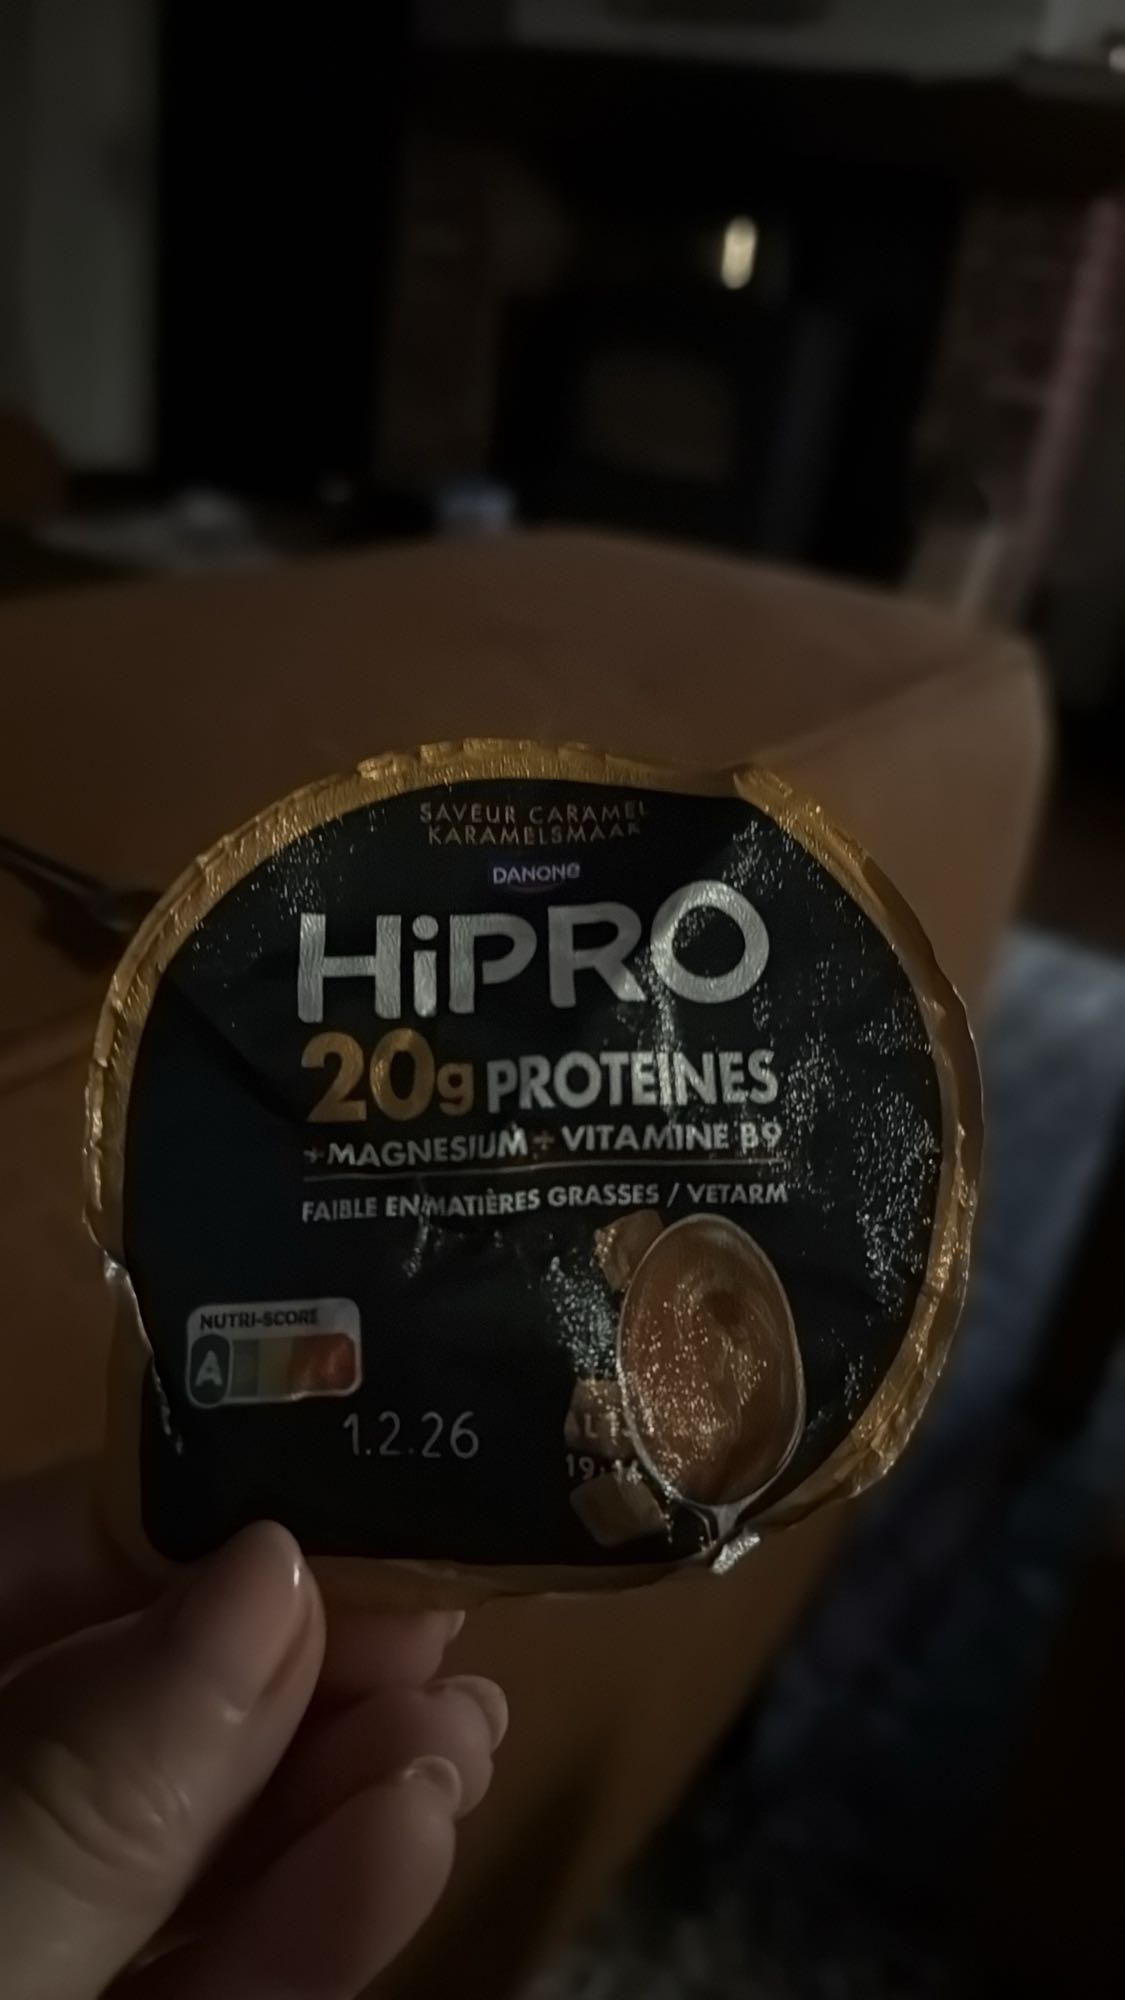 SAVEUR CARAMEL
KARAMELSMAAK
DANONE
HiPRO
20g PROTEINES
+MAGNESIUM + VITAMINE B9
FAIBLE EN MATIÈRES GRASSES / VETARM
NUTRI-SCORE
A
1.2.26